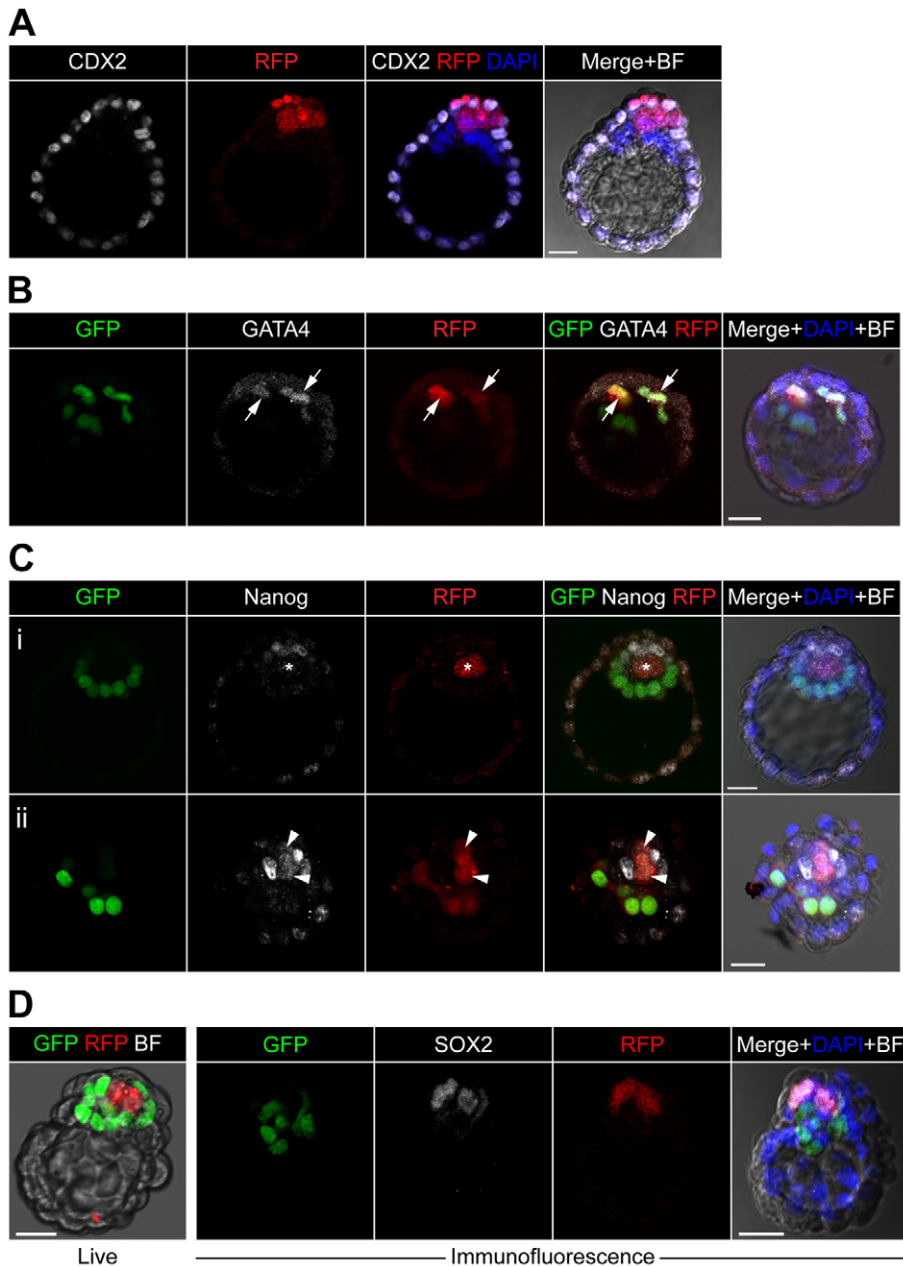 A
CDX2 RFP CDX2 RFP DAPI Merge+BF
B
GFP GATA4 RFP GFP GATA4 RFP Merge+DAPI+BF
C
GFP Nanog RFP GFP Nanog RFP Merge+DAPI+BF
i
* * *
ii
D
GFP RFP BF GFP SOX2 RFP Merge+DAPI+BF
Live Immunofluorescence